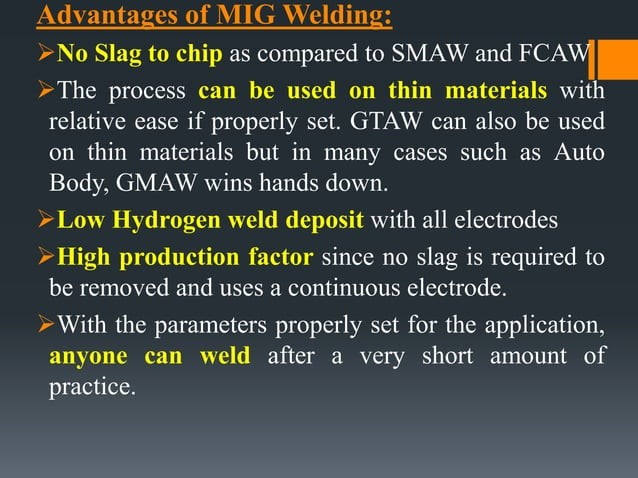 Advantages of MIG Welding:
➢No Slag to chip as compared to SMAW and FCAW
➢The process can be used on thin materials with
relative ease if properly set. GTAW can also be used
on thin materials but in many cases such as Auto
Body, GMAW wins hands down.
➢Low Hydrogen weld deposit with all electrodes
➢High production factor since no slag is required to
be removed and uses a continuous electrode.
➢With the parameters properly set for the application,
anyone can weld after a very short amount of
practice.